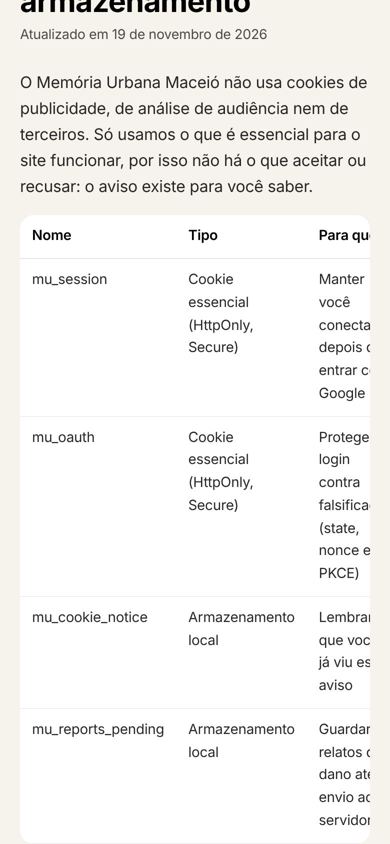 armazenamento
Atualizado em 19 de novembro de 2026
O Memória Urbana Maceió não usa cookies de
publicidade, de análise de audiência nem de
terceiros. Só usamos o que é essencial para o
site funcionar, por isso não há o que aceitar ou
recusar: o aviso existe para você saber.
Nome Tipo Para
mu_session Cookie Manter
essencial você
(HttpOnly,
Secure) depois
entrar
Google
mu_oauth Cookie
essencial login
(HttpOnly, contra
Secure)
(state,
nonce e
PKCE)
mu_cookie_notice Armazenamento
local que
já viu
aviso
mu_reports_pending Armazenamento
local relatos
dano
envio